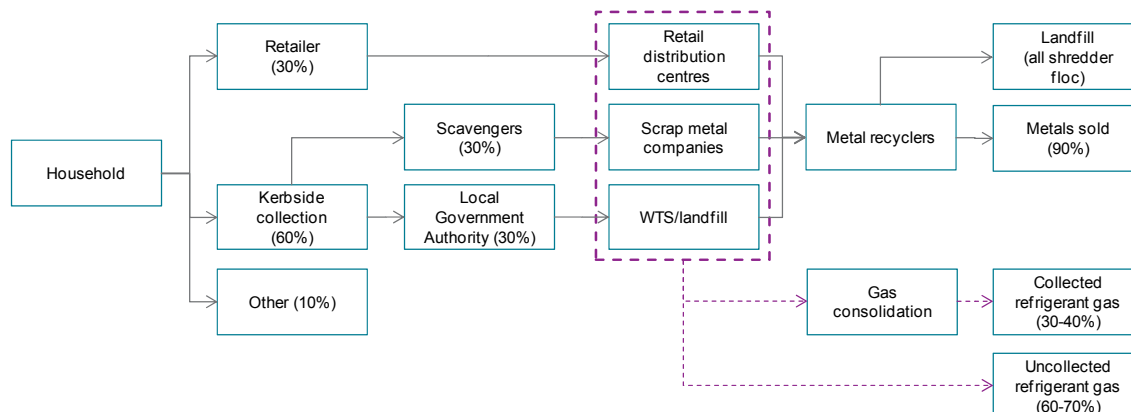 Retailer
(30%)
Retail
distribution
centres
Landfill
(all shredder
floc)
Scavengers
(30%)
Scrap metal
companies
Metal recyclers
Metals sold
(90%)
Household
Kerbside
collection
(60%)
Local
Government
Authority (30%)
WTS/landfill
Other (10%)
Gas
consolidation
Collected
refrigerant gas
(30-40%)
Uncollected
refrigerant gas
(60-70%)